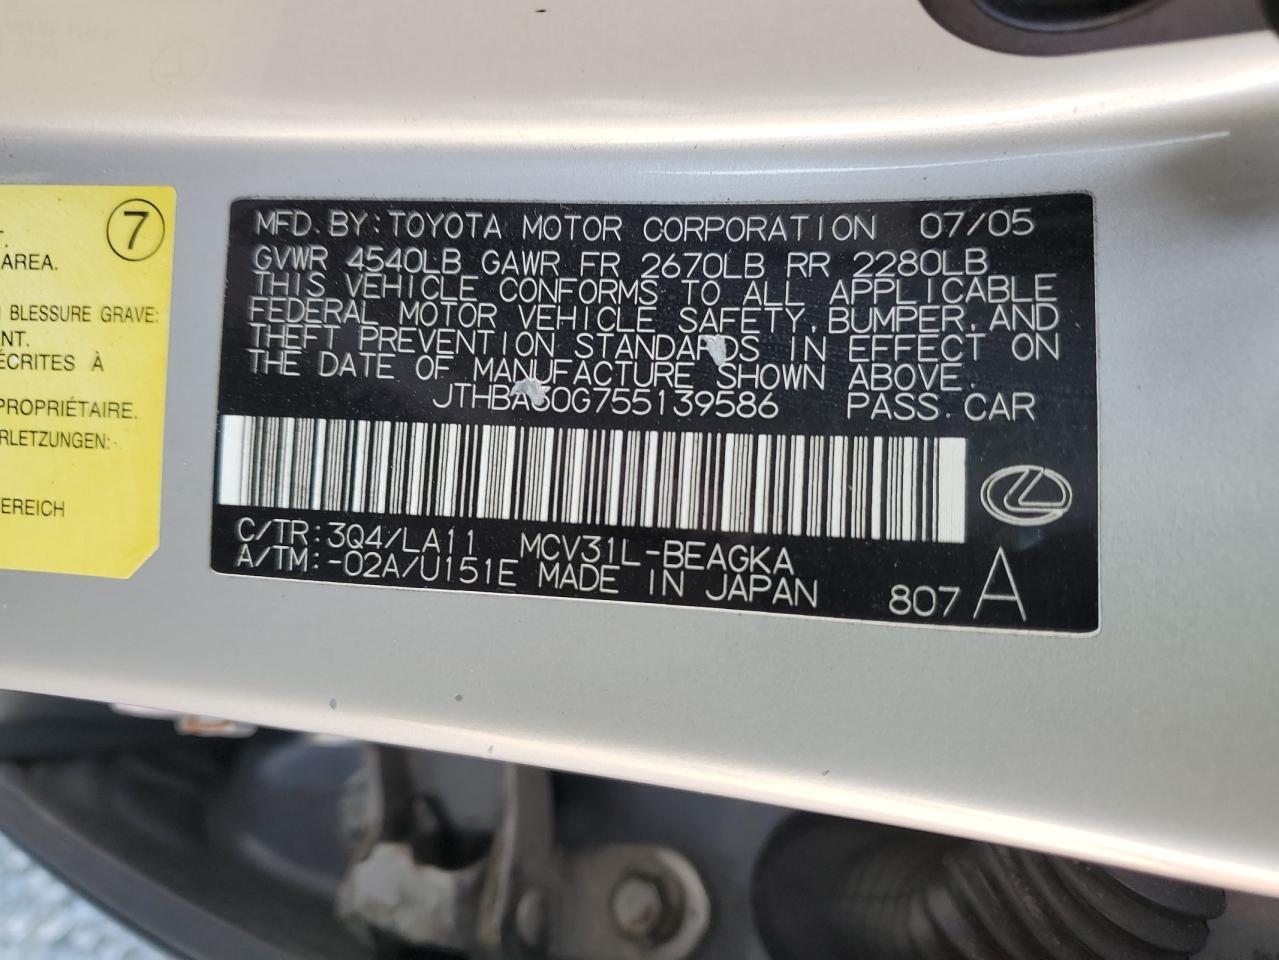 7
T.
AREA.
BLESSURE GRAVE:
NT.
ÉCRITES À
PROPRIÉTAIRE.
RLETZUNGEN:
EREICH
MFD. BY: TOYOTA MOTOR CORPORATION 07/05
GVWR 4540LB GAWR FR 2670LB RR 2280LB
THIS VEHICLE CONFORMS TO ALL APPLICABLE
FEDERAL MOTOR VEHICLE SAFETY, BUMPER, AND
THEFT PREVENTION STANDARDS IN EFFECT ON
THE DATE OF MANUFACTURE SHOWN ABOVE.
JTHBA30G755139586 PASS. CAR
C/TR: 3Q4/LA11 MCV31L-BEAGKA
A/TM: -02A/U151E MADE IN JAPAN 807 A